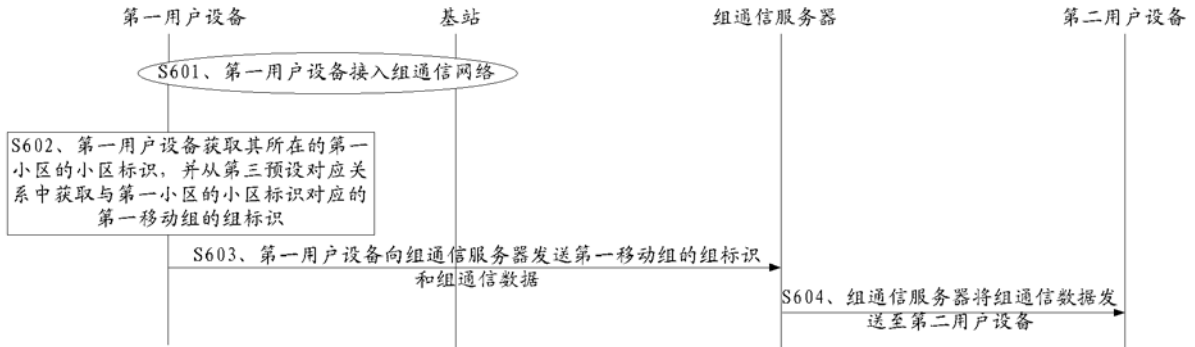 第一用户设备
基站
组通信服务器
第二用户设备
S601、第一用户设备接入组通信网络
S602、第一用户设备获取其所在的第一
小区的小区标识，并从第三预设对应关
系中获取与第一小区的小区标识对应的
第一移动组的组标识
S603、第一用户设备向组通信服务器发送第一移动组的组标识
和组通信数据
S604、组通信服务器将组通信数据发
送至第二用户设备